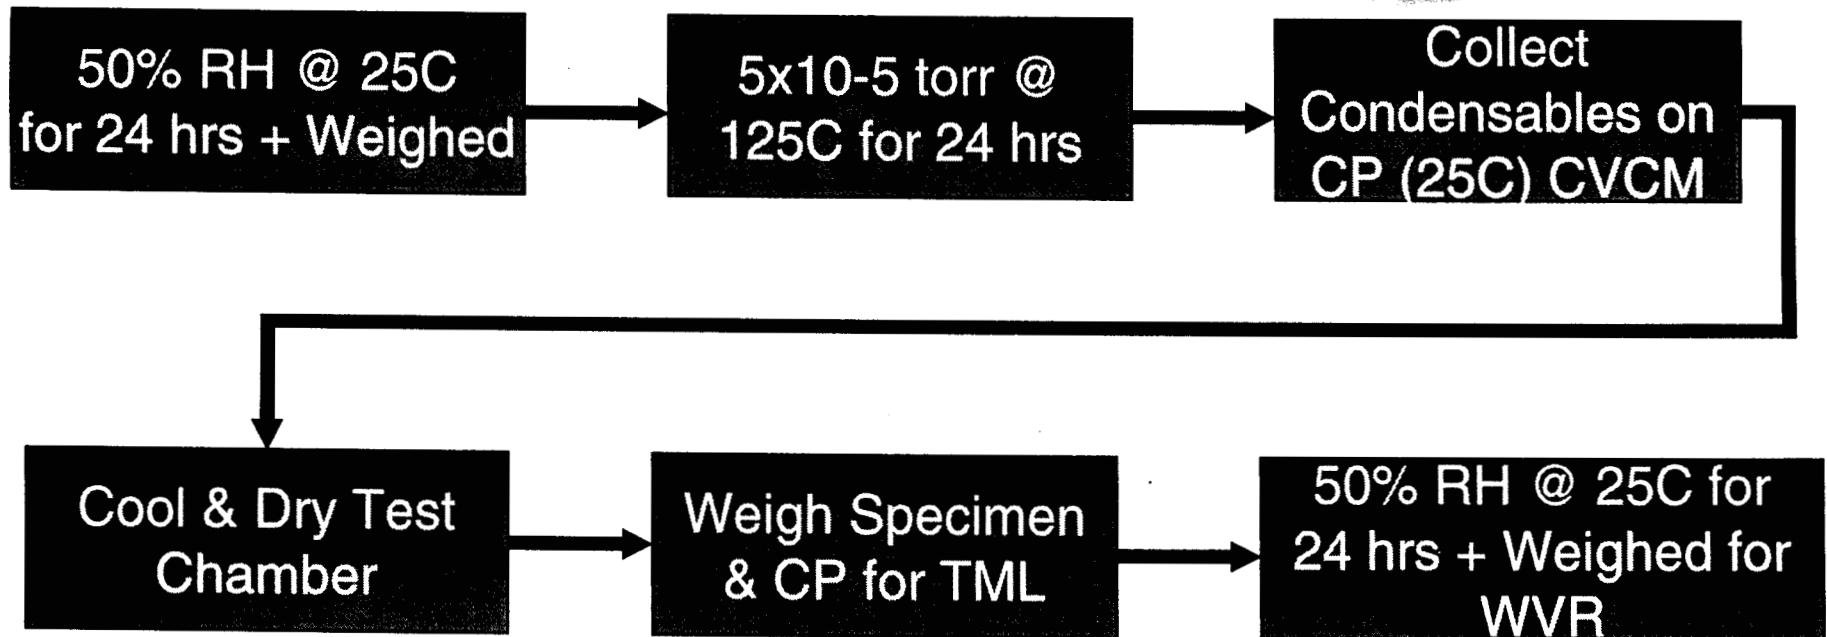 50% RH @ 25C
for 24 hrs + Weighed
5x10-5 torr @
125C for 24 hrs
Collect
Condensables on
CP (25C) CVCM
Cool & Dry Test
Chamber
Weigh Specimen
& CP for TML
50% RH @ 25C for
24 hrs + Weighed for
WVR